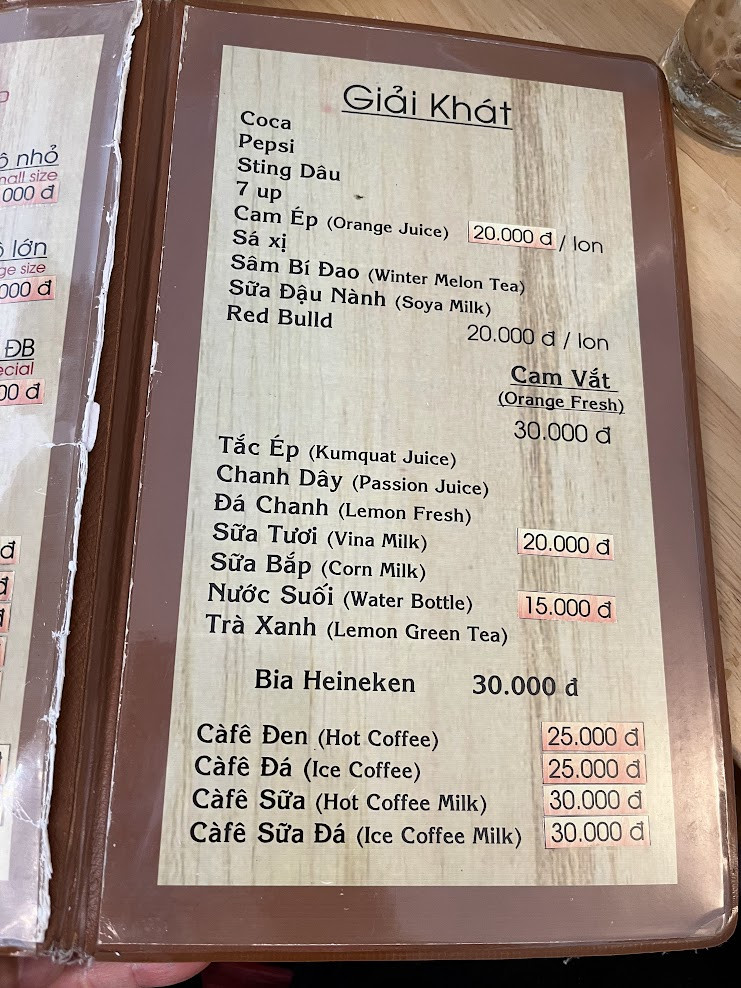 nhỏ
size
000 đ
lớn
size
000 đ
ĐB
00 đ
đ
Giải Khát
Coca
Pepsi
Sting Dâu
7 up
Cam Ép (Orange Juice) 20.000 đ / lon
Sá xị
Sâm Bí Đao (Winter Melon Tea)
Sữa Đậu Nành (Soya Milk)
Red Bulld 20.000 đ / lon
Cam Vắt
(Orange Fresh)
30.000 đ
Tắc Ép (Kumquat Juice)
Chanh Dây (Passion Juice)
Đá Chanh (Lemon Fresh)
Sữa Tươi (Vina Milk) 20.000 đ
Sữa Bắp (Corn Milk)
Nước Suối (Water Bottle) 15.000 đ
Trà Xanh (Lemon Green Tea)
Bia Heineken 30.000 đ
Càfê Đen (Hot Coffee) 25.000 đ
Càfê Đá (Ice Coffee) 25.000 đ
Càfê Sữa (Hot Coffee Milk) 30.000 đ
Càfê Sữa Đá (Ice Coffee Milk) 30.000 đ